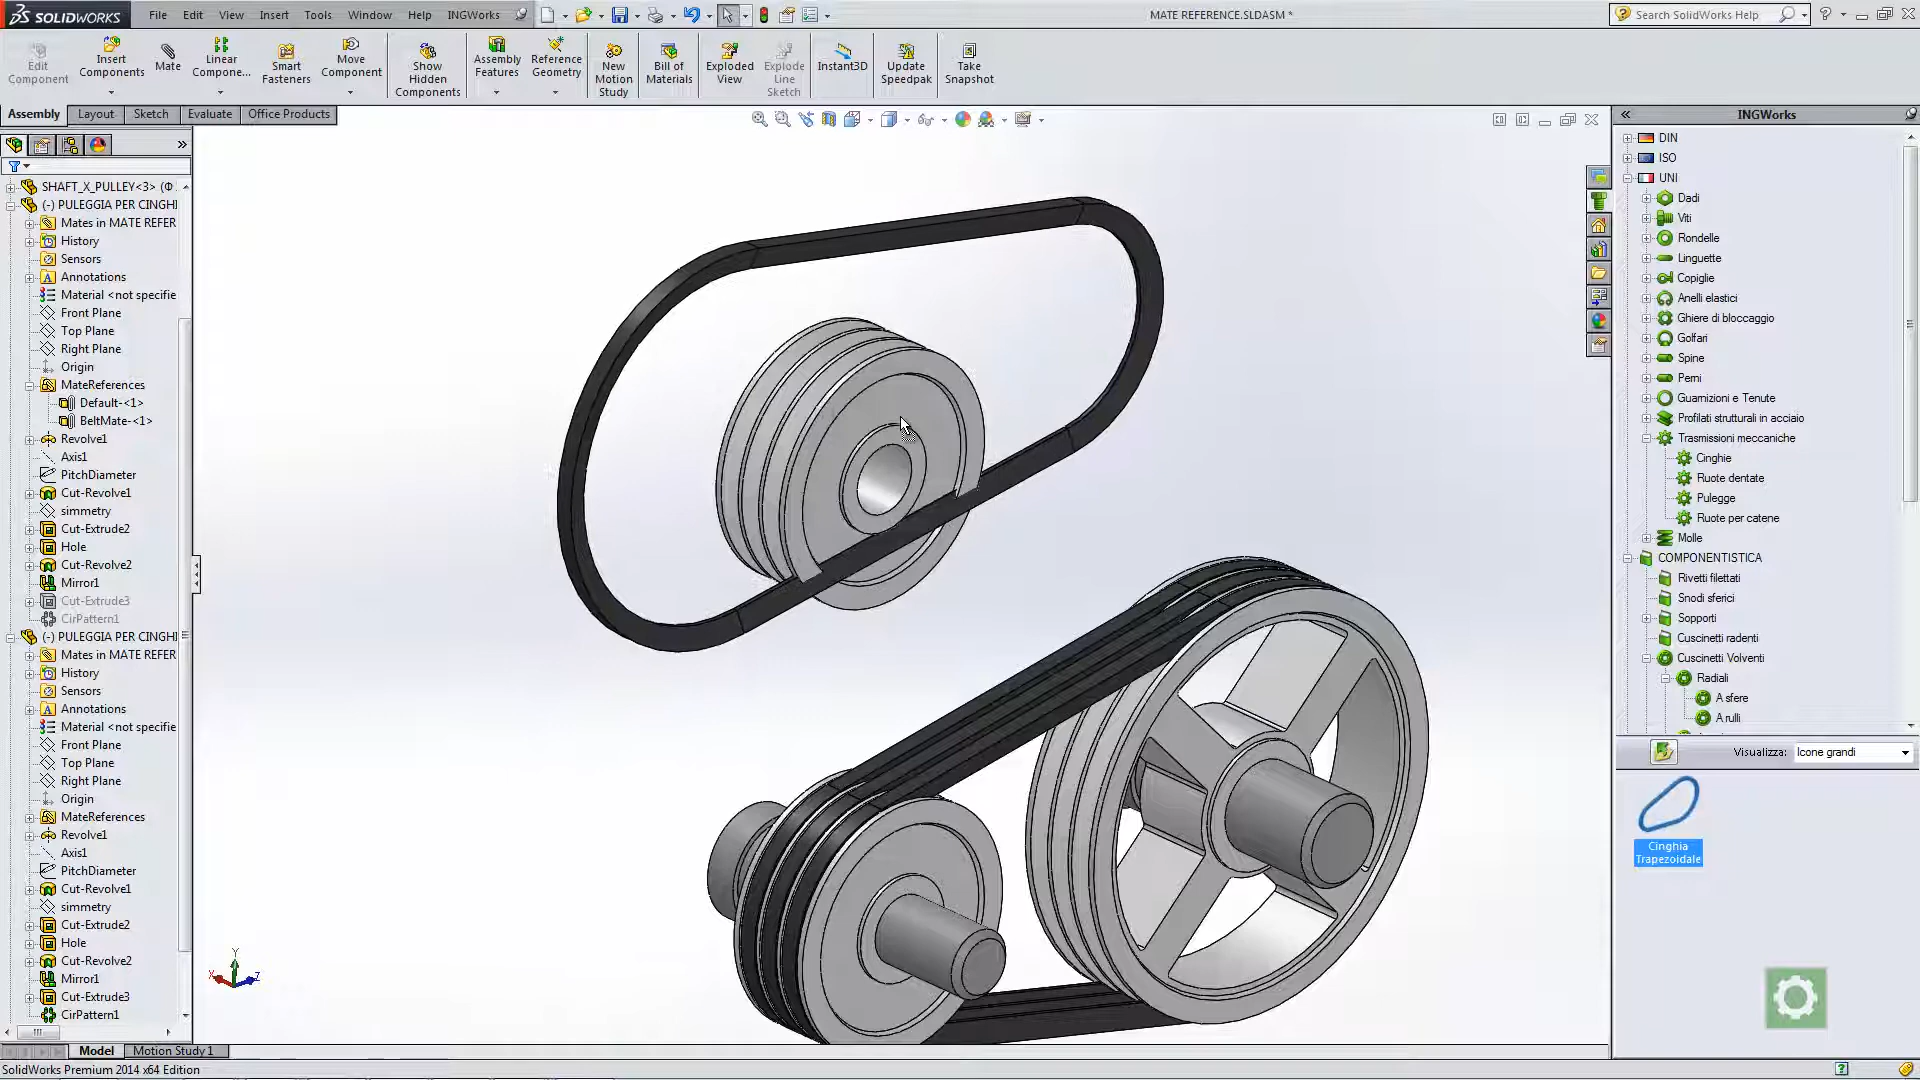 SOLIDWORKS
File Edit View Insert Tools Window Help INGWorks
MATE REFERENCE.SLDASM *
Search SolidWorks Help
Edit Component
Insert Components
Mate
Linear Compone...
Smart Fasteners
Move Component
Show Hidden Components
Assembly Features
Reference Geometry
New Motion Study
Bill of Materials
Exploded View
Explode Line Sketch
Instant3D
Update Speedpak
Take Snapshot
Assembly Layout Sketch Evaluate Office Products
SHAFT_X_PULLEY<3> (Φ
(-) PULEGGIA PER CINGHI
Mates in MATE REFER
History
Sensors
Annotations
Material <not specifie
Front Plane
Top Plane
Right Plane
Origin
MateReferences
Default-<1>
BeltMate-<1>
Revolve1
Axis1
PitchDiameter
Cut-Revolve1
simmetry
Cut-Extrude2
Hole
Cut-Revolve2
Mirror1
Cut-Extrude3
CirPattern1
(-) PULEGGIA PER CINGHI
Mates in MATE REFER
History
Sensors
Annotations
Material <not specifie
Front Plane
Top Plane
Right Plane
Origin
MateReferences
Revolve1
Axis1
PitchDiameter
Cut-Revolve1
simmetry
Cut-Extrude2
Hole
Cut-Revolve2
Mirror1
Cut-Extrude3
CirPattern1
Y
X
Z
INGWorks
DIN
ISO
UNI
Dadi
Viti
Rondelle
Linguette
Copiglie
Anelli elastici
Ghiere di bloccaggio
Golfari
Spine
Perni
Guarnizioni e Tenute
Profilati strutturali in acciaio
Trasmissioni meccaniche
Cinghie
Ruote dentate
Pulegge
Ruote per catene
Molle
COMPONENTISTICA
Rivetti filettati
Snodi sferici
Sopporti
Cuscinetti radenti
Cuscinetti Volventi
Radiali
A sfere
A rulli
Visualizza: Icone grandi
Cinghia
Trapezoidale
Model Motion Study 1
SolidWorks Premium 2014 x64 Edition